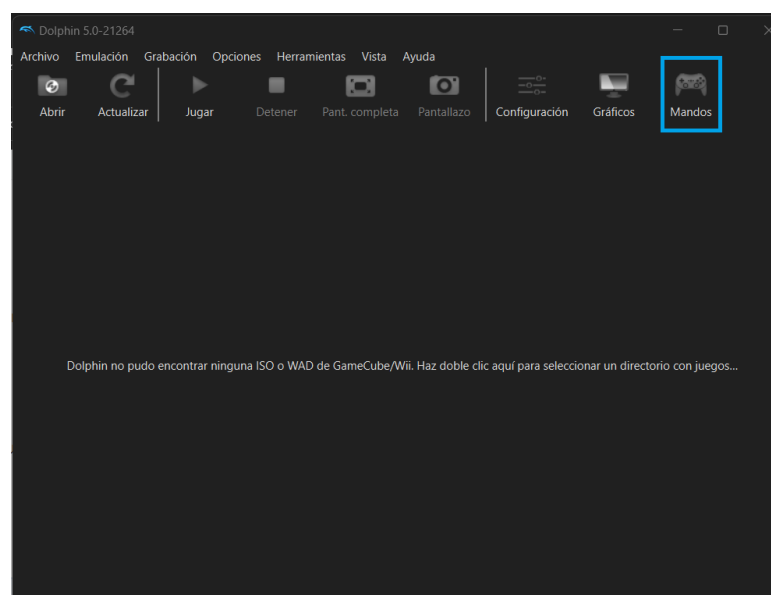 Dolphin 5.0-21264
Archivo Emulación Grabación Opciones Herramientas Vista Ayuda
Abrir Actualizar Jugar Detener Pant. completa Pantallazo Configuración Gráficos Mandos
Dolphin no pudo encontrar ninguna ISO o WAD de GameCube/Wii. Haz doble clic aquí para seleccionar un directorio con juegos...